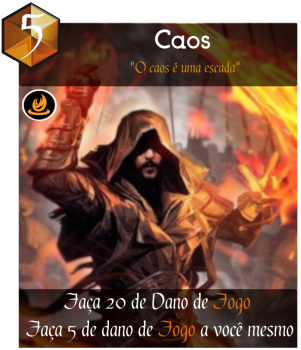 5
Caos
"O caos é uma escada"
Faça 20 de Dano de Fogo
Faça 5 de dano de Fogo a você mesmo